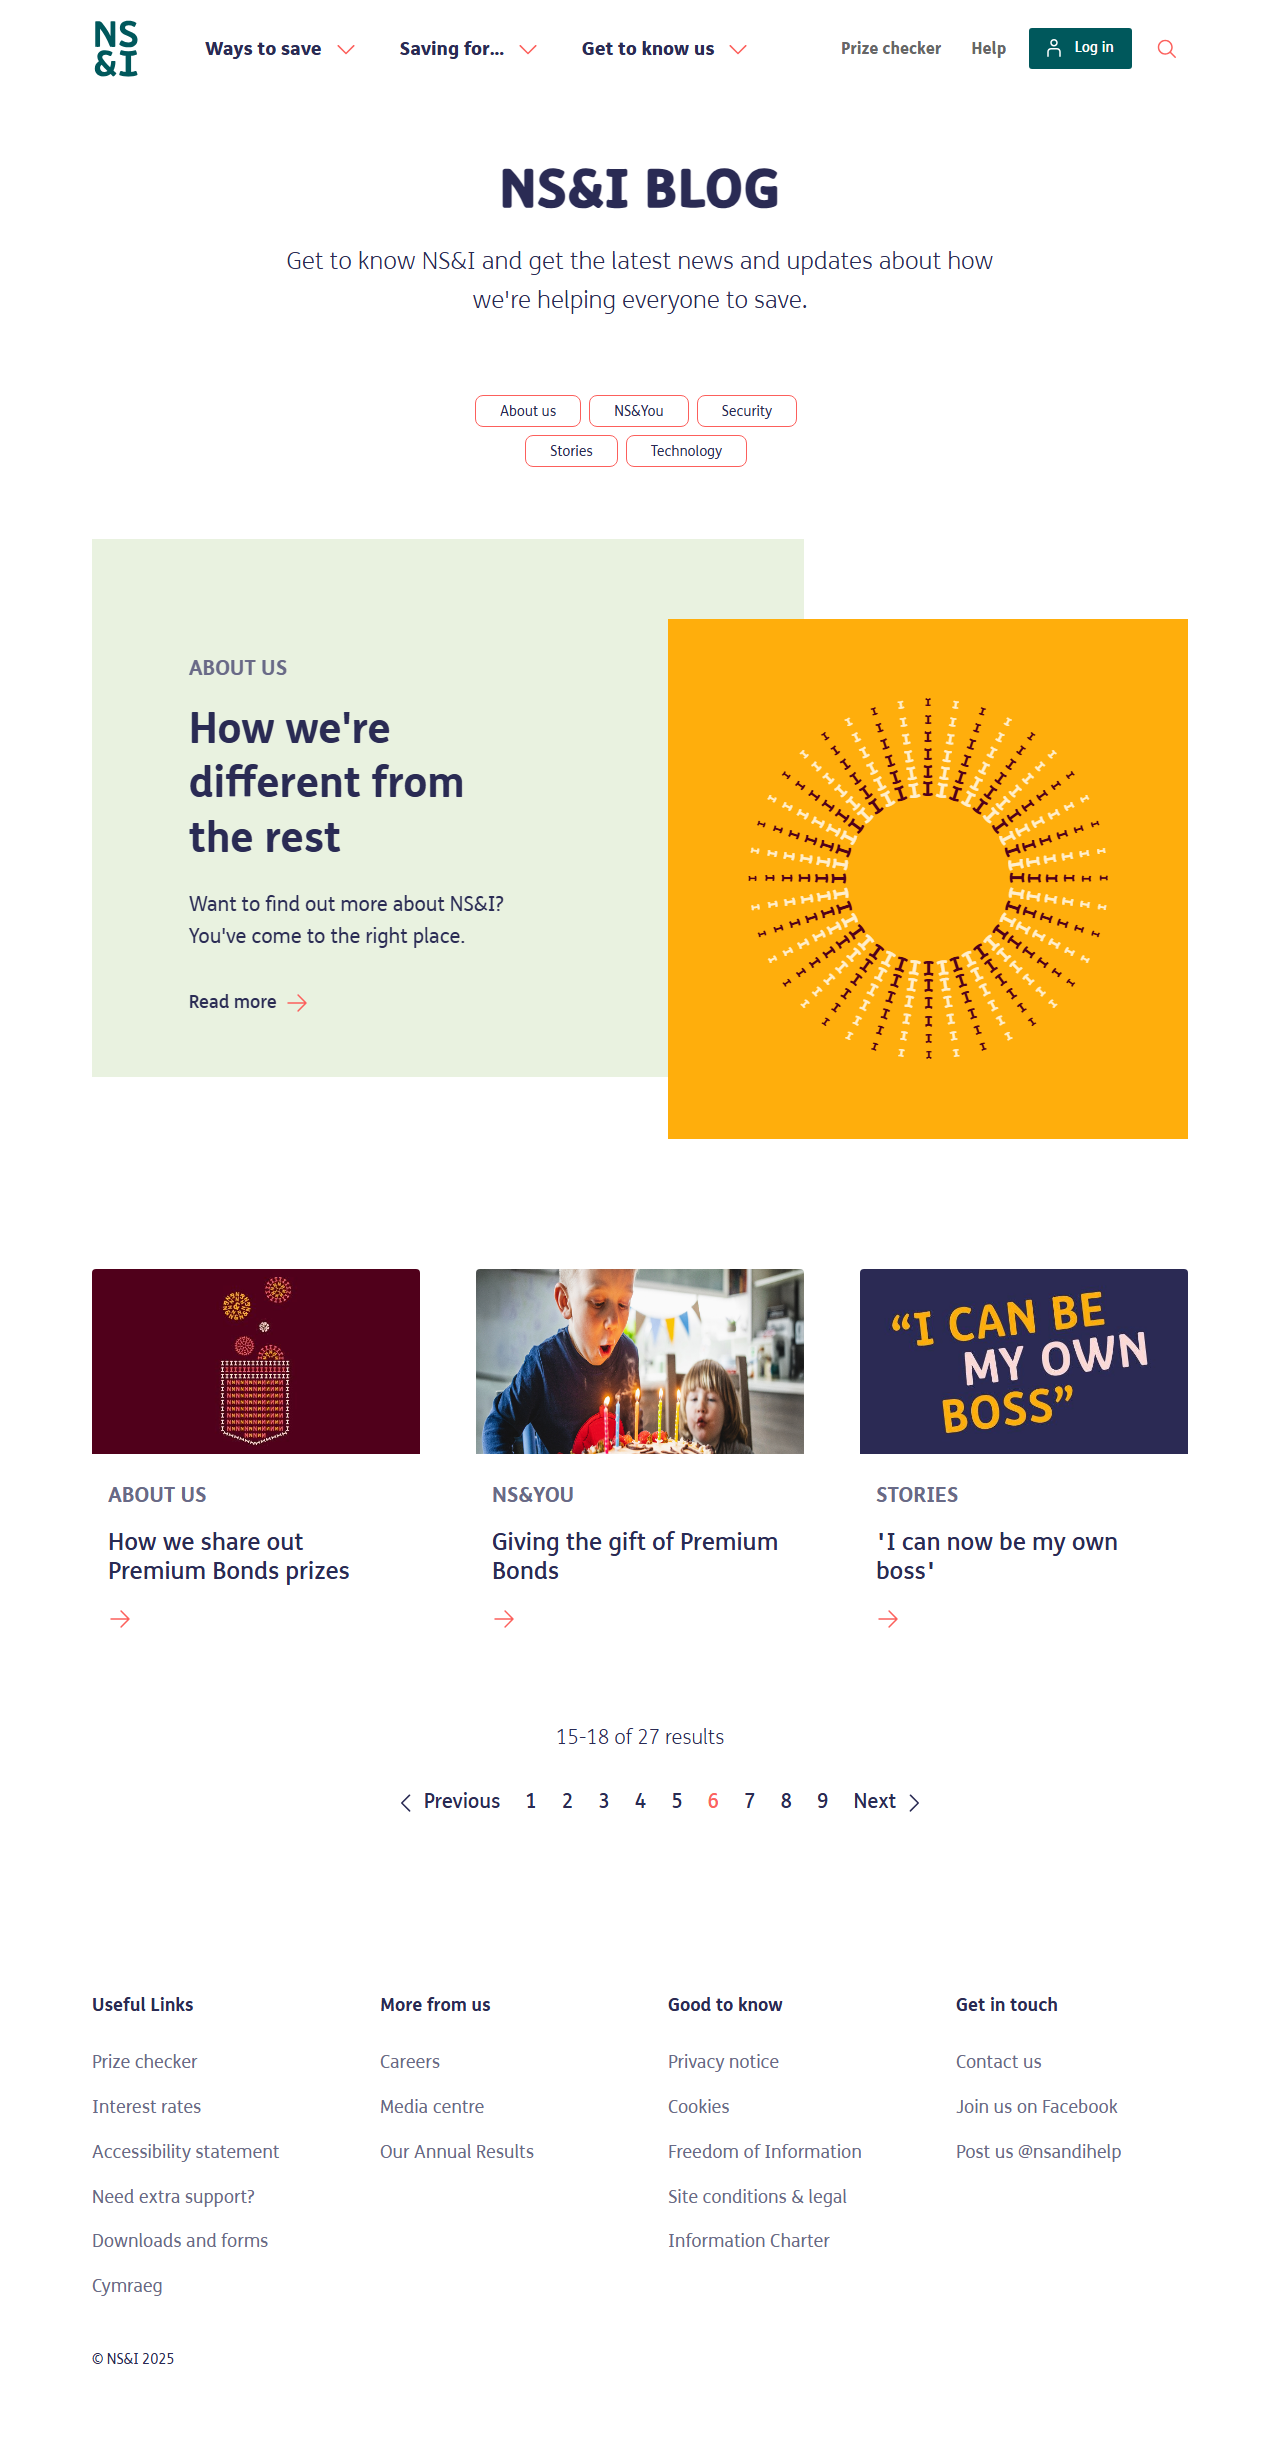 NS
&I
Ways to save
Saving for...
Get to know us
Prize checker
Help
Log in
NS&I BLOG
Get to know NS&I and get the latest news and updates about how
we're helping everyone to save.
About us
NS&You
Security
Stories
Technology
ABOUT US
How we're
different from
the rest
Want to find out more about NS&I?
You've come to the right place.
Read more
“I CAN BE
MY OWN
BOSS”
ABOUT US
How we share out
Premium Bonds prizes
NS&YOU
Giving the gift of Premium
Bonds
STORIES
'I can now be my own
boss'
15-18 of 27 results
Previous 1 2 3 4 5 6 7 8 9 Next
Useful Links
Prize checker
Interest rates
Accessibility statement
Need extra support?
Downloads and forms
Cymraeg
More from us
Careers
Media centre
Our Annual Results
Good to know
Privacy notice
Cookies
Freedom of Information
Site conditions & legal
Information Charter
Get in touch
Contact us
Join us on Facebook
Post us @nsandihelp
© NS&I 2025